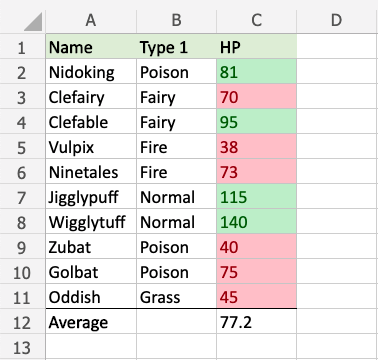 A B C D
1 Name Type 1 HP
2 Nidoking Poison 81
3 Clefairy Fairy 70
4 Clefable Fairy 95
5 Vulpix Fire 38
6 Ninetales Fire 73
7 Jigglypuff Normal 115
8 Wigglytuff Normal 140
9 Zubat Poison 40
10 Golbat Poison 75
11 Oddish Grass 45
12 Average 77.2
13